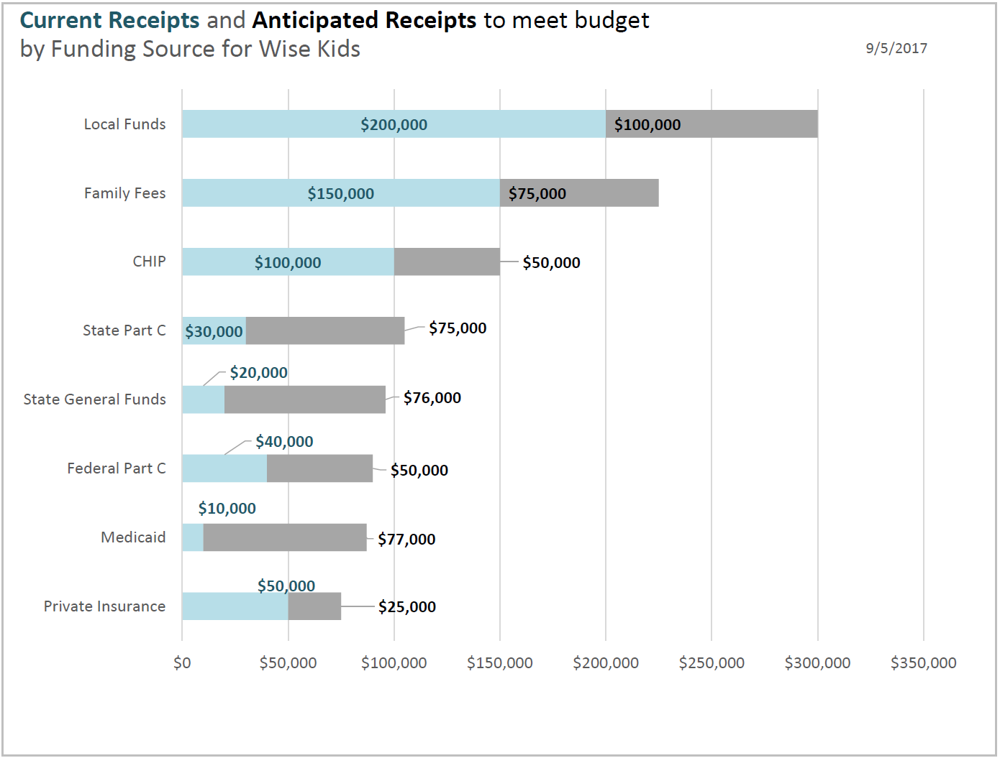 Current Receipts and Anticipated Receipts to meet budget
by Funding Source for Wise Kids
9/5/2017
Local Funds $200,000 $100,000
Family Fees $150,000 $75,000
CHIP $100,000 $50,000
State Part C $30,000 $75,000
$20,000
State General Funds $76,000
$40,000
Federal Part C $50,000
$10,000
Medicaid $77,000
$50,000
Private Insurance $25,000
$0 $50,000 $100,000 $150,000 $200,000 $250,000 $300,000 $350,000